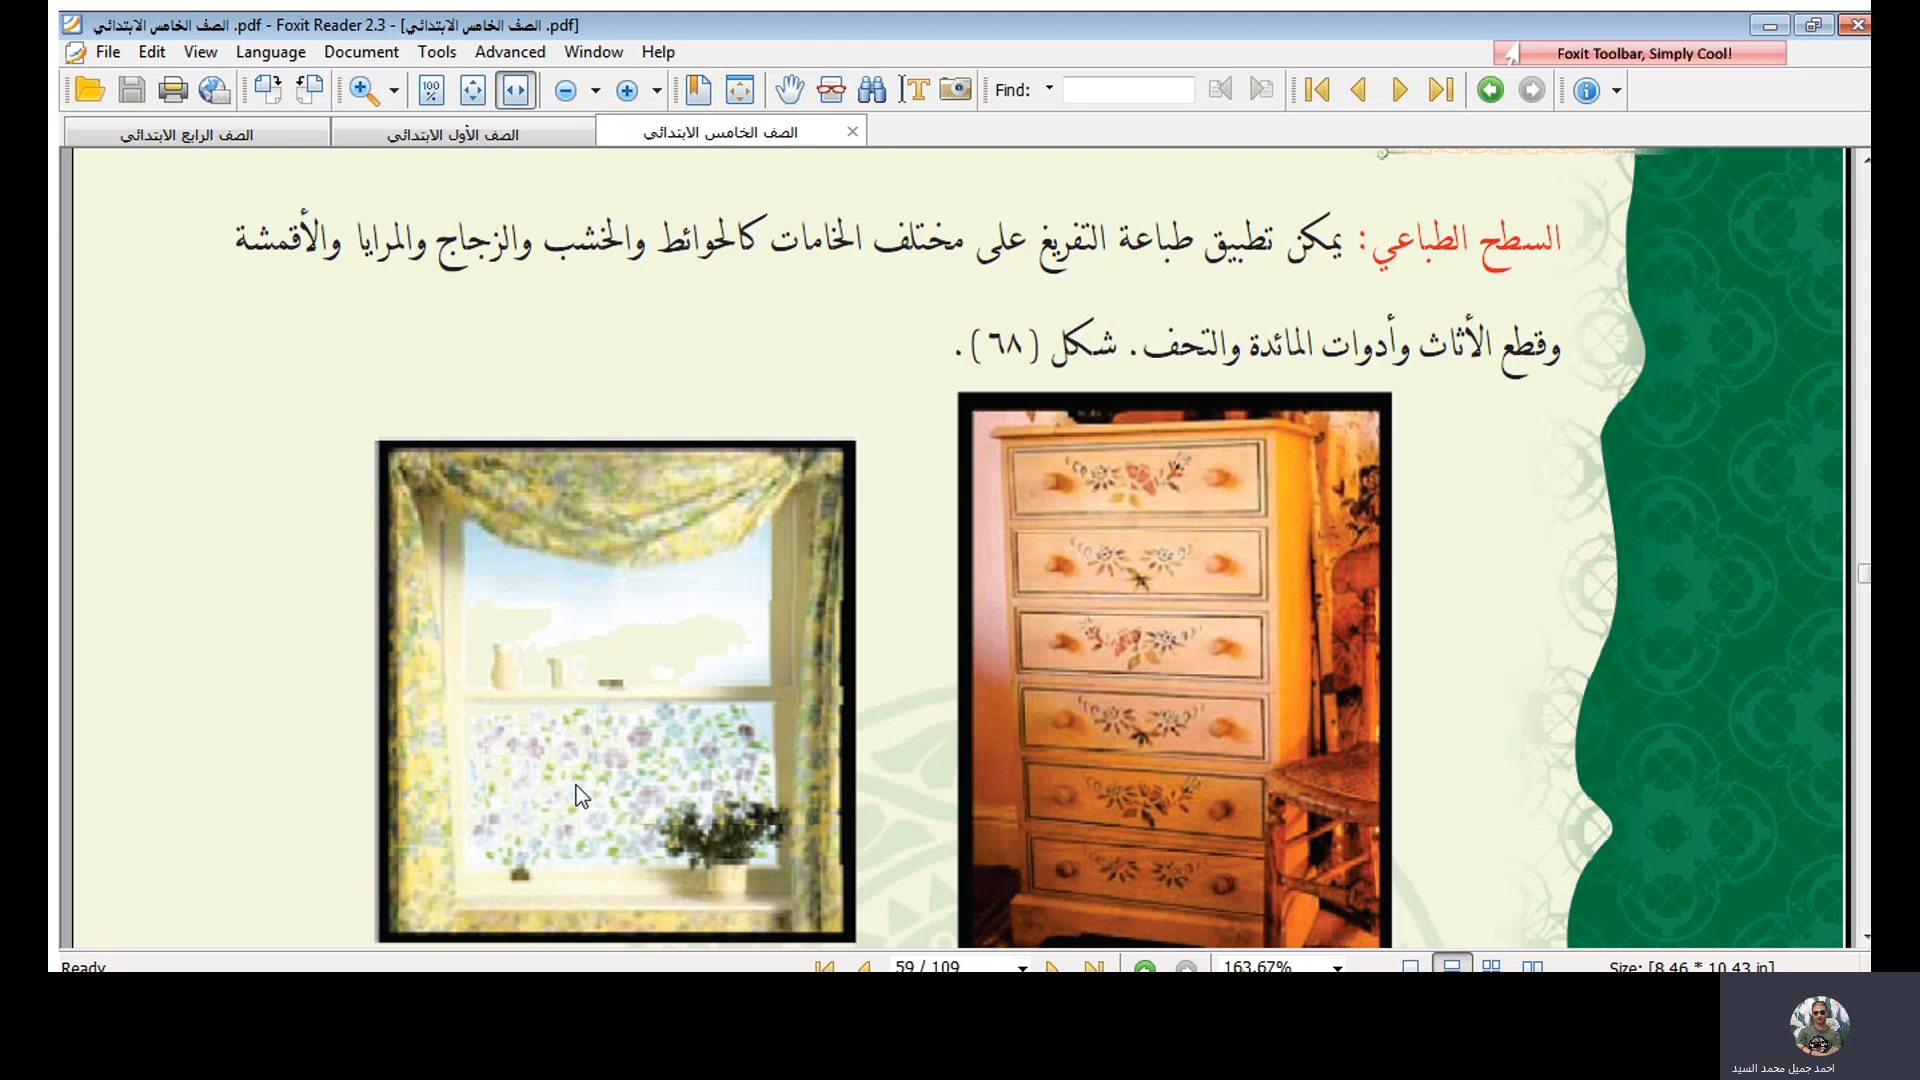 الصف الخامس الابتدائي .pdf - Foxit Reader 2.3 - [الصف الخامس الابتدائي .pdf]
File Edit View Language Document Tools Advanced Window Help
Foxit Toolbar, Simply Cool!
Find:
الصف الرابع الابتدائي
الصف الأول الابتدائي
الصف الخامس الابتدائي
السطح الطباعي: يمكن تطبيق طباعة التفريغ على مختلف الخامات كالحوائط والخشب والزجاج والمرايا والأقمشة
وقطع الأثاث وأدوات المائدة والتحف. شكل (٦٨).
Ready 59 / 109 163.67% Size: [8.46 * 10.43 in]
احمد جميل محمد السيد